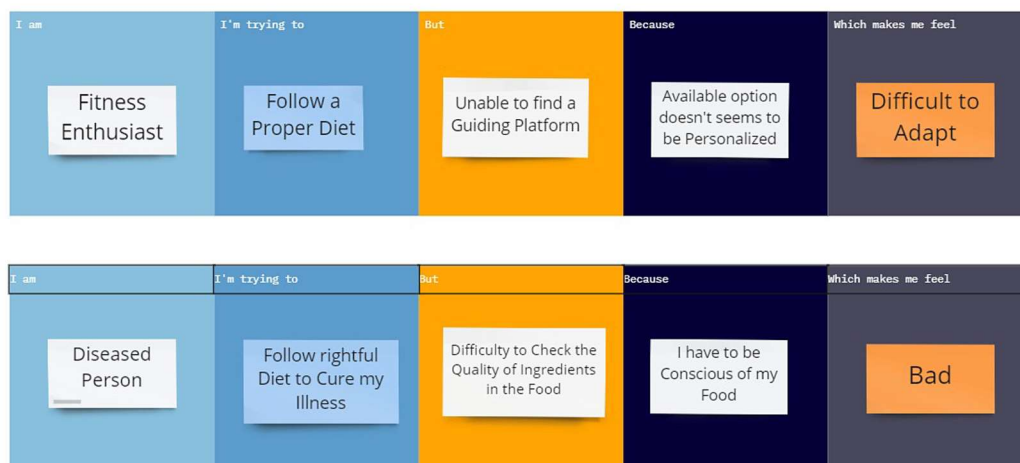 I am
I'm trying to
But
Because
Which makes me feel
Fitness
Enthusiast
Follow a
Proper Diet
Unable to find a
Guiding Platform
Available option
doesn't seems to
be Personalized
Difficult to
Adapt
I am
I'm trying to
But
Because
Which makes me feel
Diseased
Person
Follow rightful
Diet to Cure my
Illness
Difficulty to Check the
Quality of Ingredients
in the Food
I have to be
Conscious of my
Food
Bad